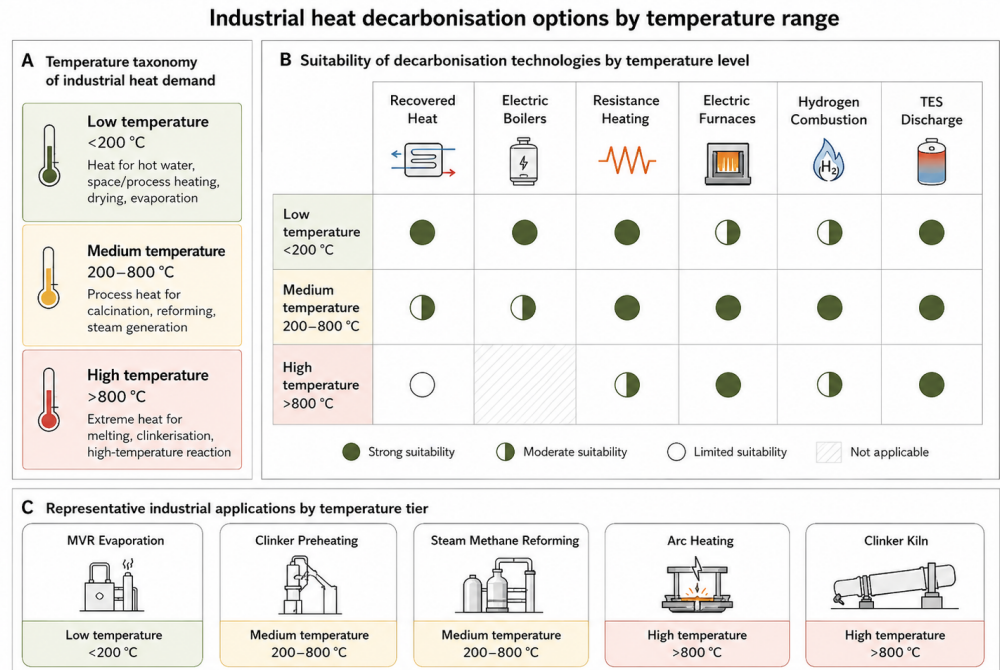 Industrial heat decarbonisation options by temperature range
A Temperature taxonomy
of industrial heat demand
Low temperature
<200 °C
Heat for hot water,
space/process heating,
drying, evaporation
Medium temperature
200–800 °C
Process heat for
calcination, reforming,
steam generation
High temperature
>800 °C
Extreme heat for
melting, clinkerisation,
high-temperature reaction
B Suitability of decarbonisation technologies by temperature level
Recovered
Heat
Electric
Boilers
Resistance
Heating
Electric
Furnaces
Hydrogen
Combustion
H2
TES
Discharge
Low
temperature
<200 °C
Medium
temperature
200–800 °C
High
temperature
>800 °C
Strong suitability
Moderate suitability
Limited suitability
Not applicable
C Representative industrial applications by temperature tier
MVR Evaporation
Low temperature
<200 °C
Clinker Preheating
Medium temperature
200–800 °C
Steam Methane Reforming
Medium temperature
200–800 °C
Arc Heating
High temperature
>800 °C
Clinker Kiln
High temperature
>800 °C